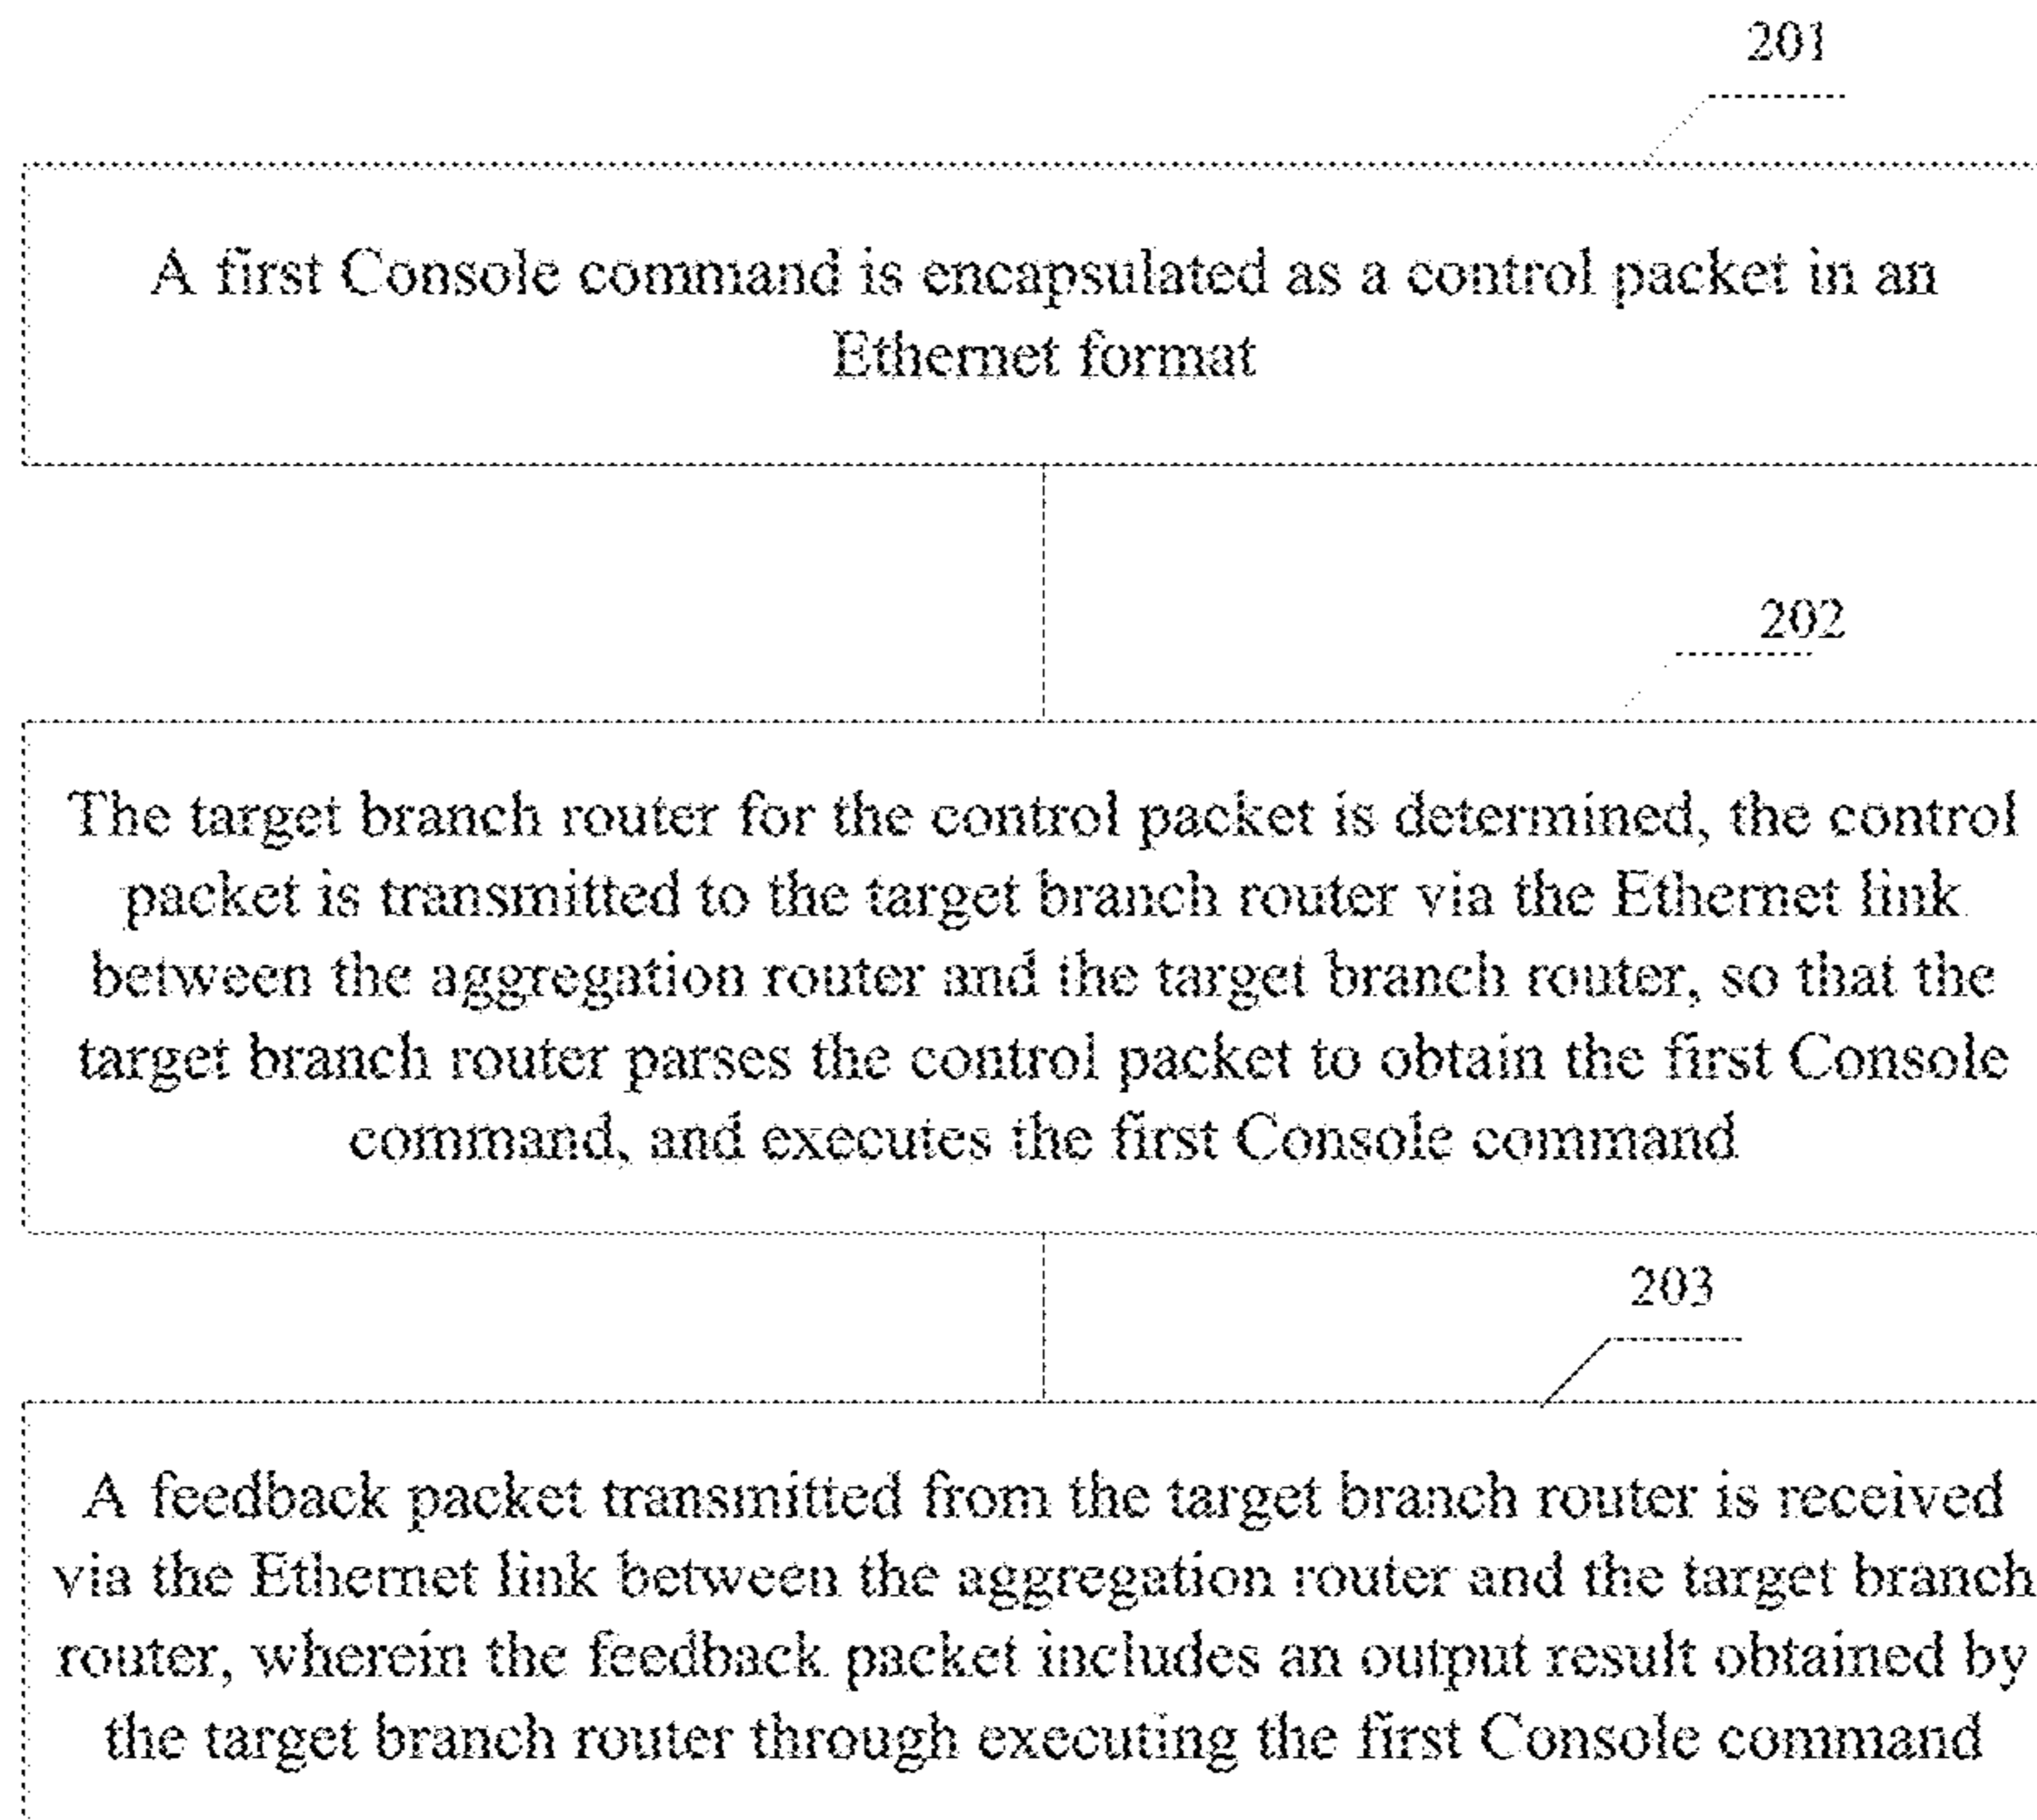 201
A first Console command is encapsulated as a control packet in an
Ethernet format
202
The target branch router for the control packet is determined, the control
packet is transmitted to the target branch router via the Ethernet link
between the aggregation router and the target branch router, so that the
target branch router parses the control packet to obtain the first Console
command, and executes the first Console command
203
A feedback packet transmitted from the target branch router is received
via the Ethernet link between the aggregation router and the target branch
router, wherein the feedback packet includes an output result obtained by
the target branch router through executing the first Console command